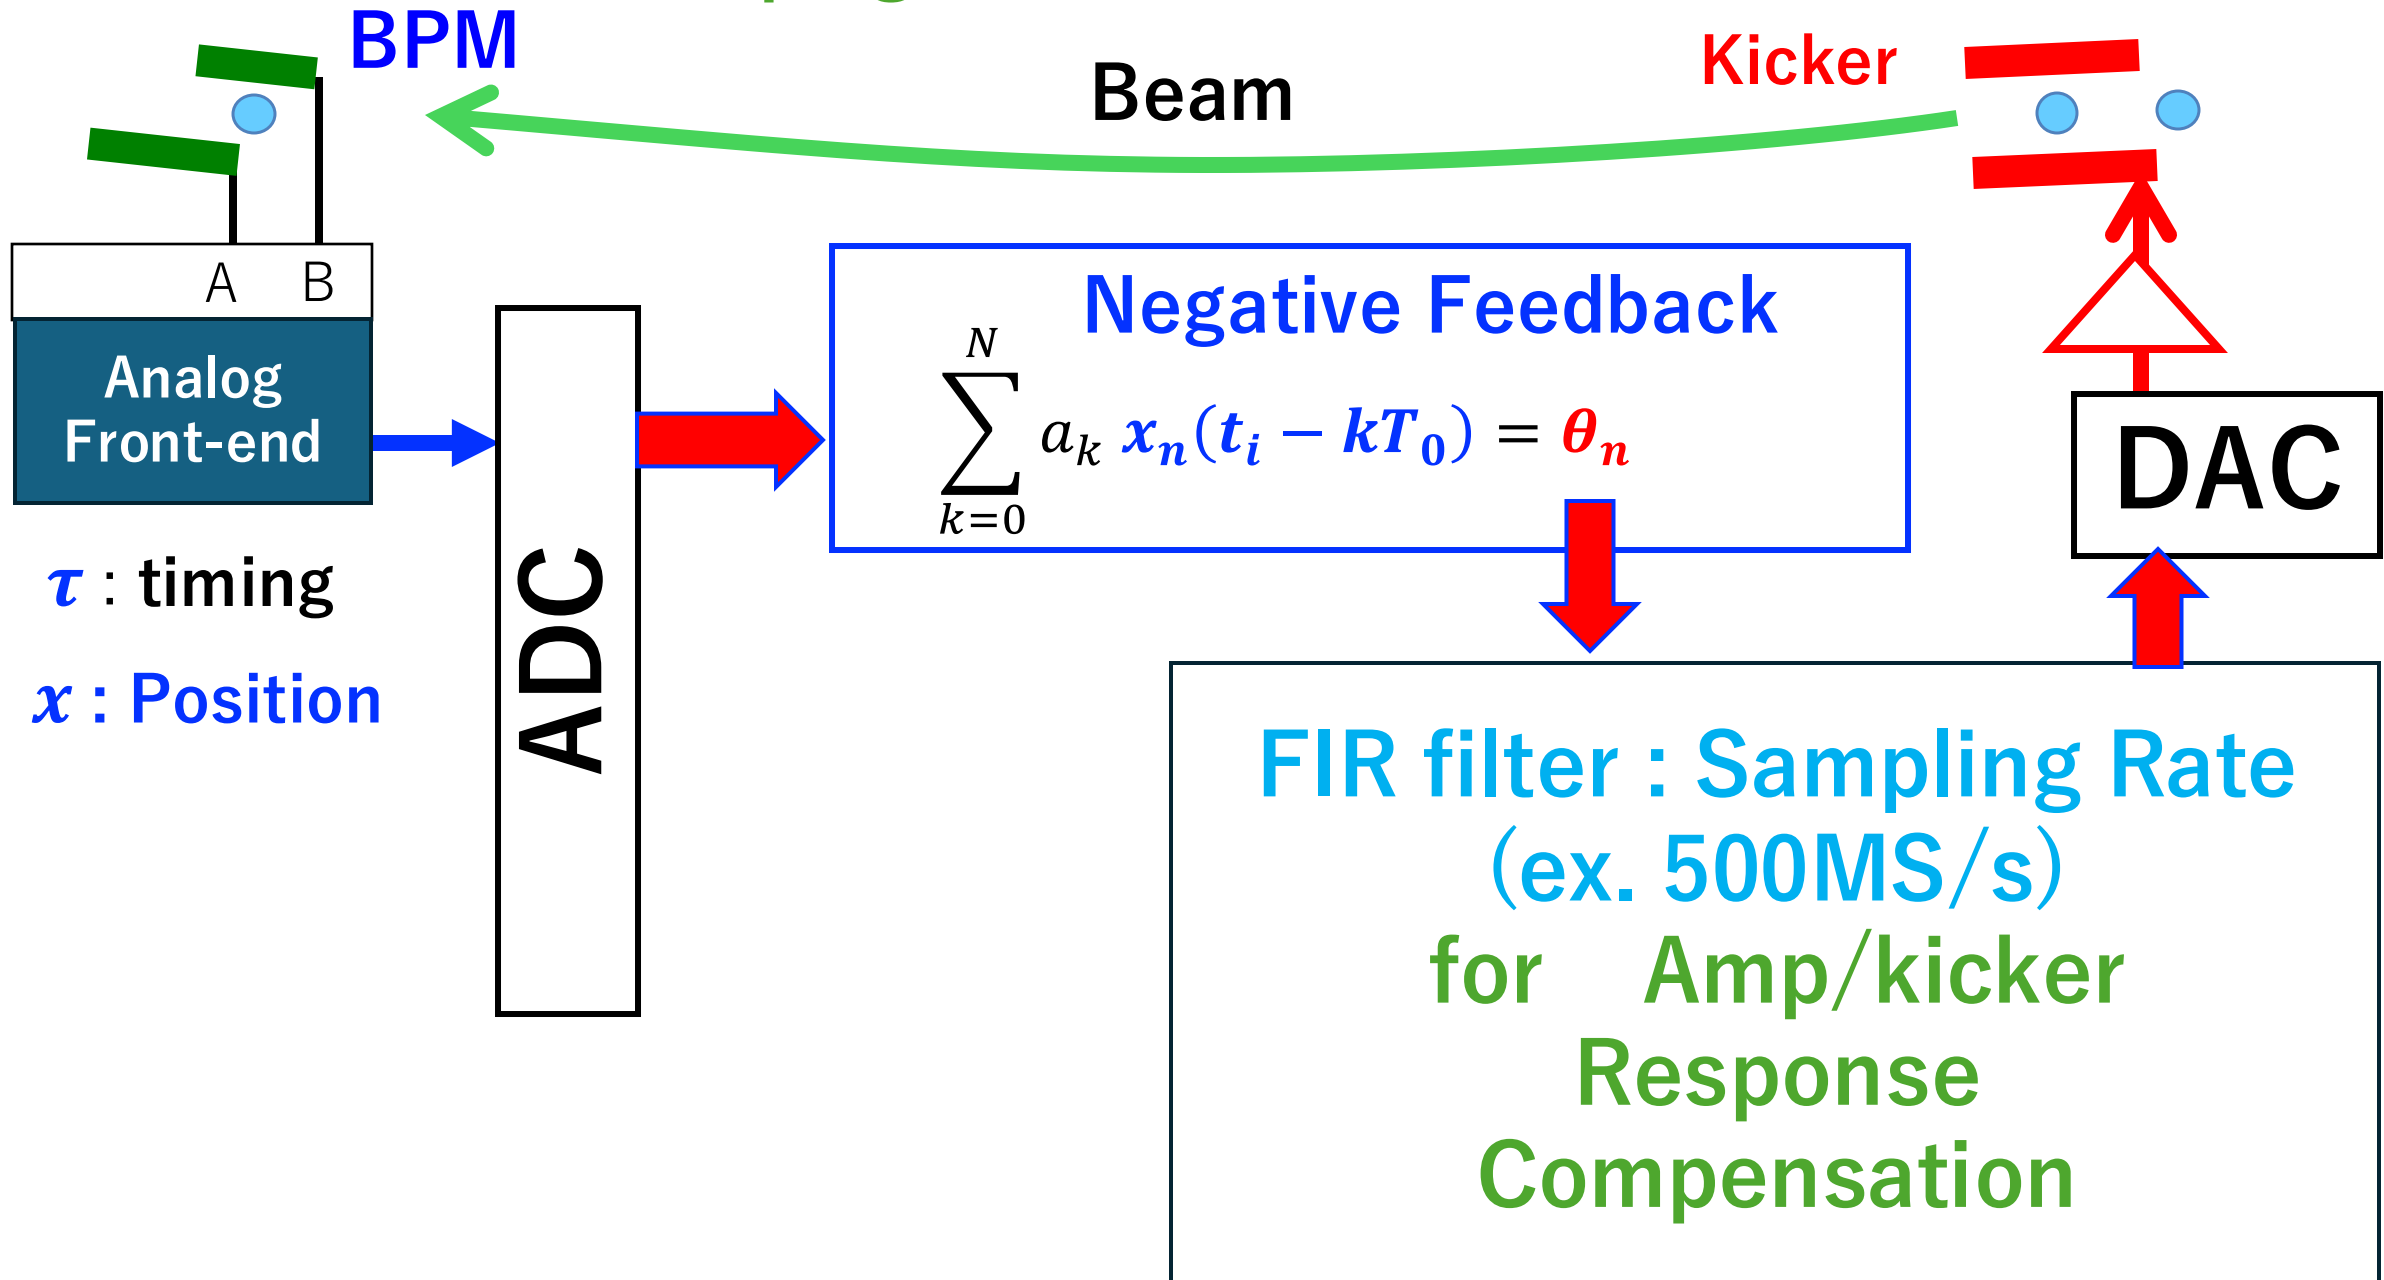 BPM
Beam
Kicker
A B
Analog
Front-end
τ : timing
x : Position
ADC
Negative Feedback
\sum_{k=0}^{N} a_k x_n(t_i − kT_0) = θ_n
DAC
FIR filter : Sampling Rate
(ex. 500MS/s)
for Amp/kicker
Response
Compensation